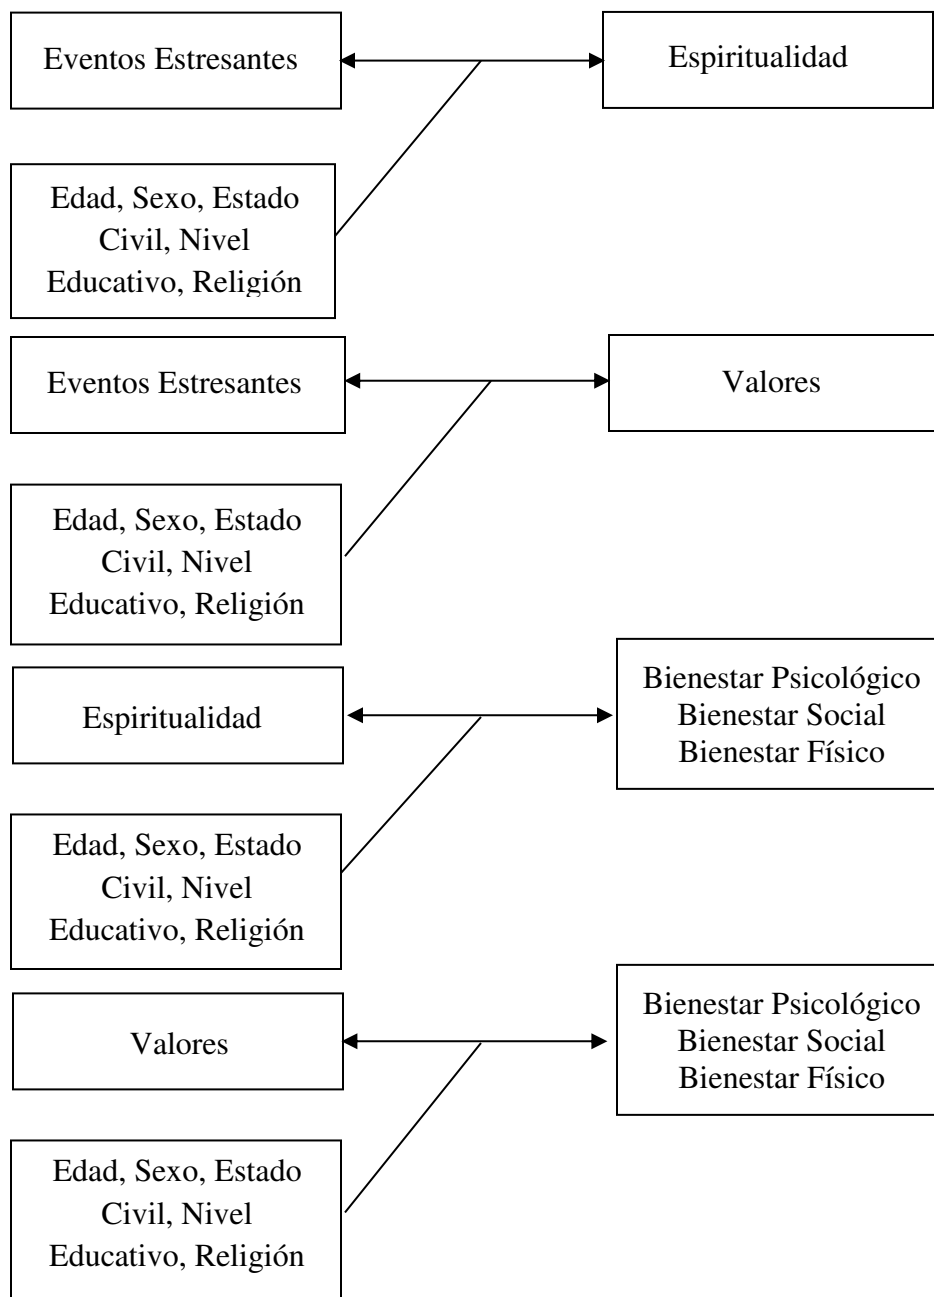 Eventos Estresantes
Espiritualidad
Edad, Sexo, Estado
Civil, Nivel
Educativo, Religión
Eventos Estresantes
Valores
Edad, Sexo, Estado
Civil, Nivel
Educativo, Religión
Espiritualidad
Bienestar Psicológico
Bienestar Social
Bienestar Físico
Edad, Sexo, Estado
Civil, Nivel
Educativo, Religión
Valores
Bienestar Psicológico
Bienestar Social
Bienestar Físico
Edad, Sexo, Estado
Civil, Nivel
Educativo, Religión